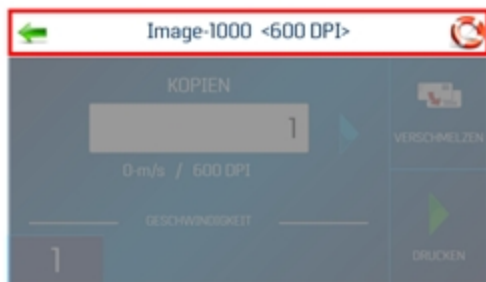 Image-1000 <600 DPI>
KOPIEN
1
VERSCHMELZEN
0-m/s / 600 DPI
GESCHWINDIGKEIT
1
DRUCKEN